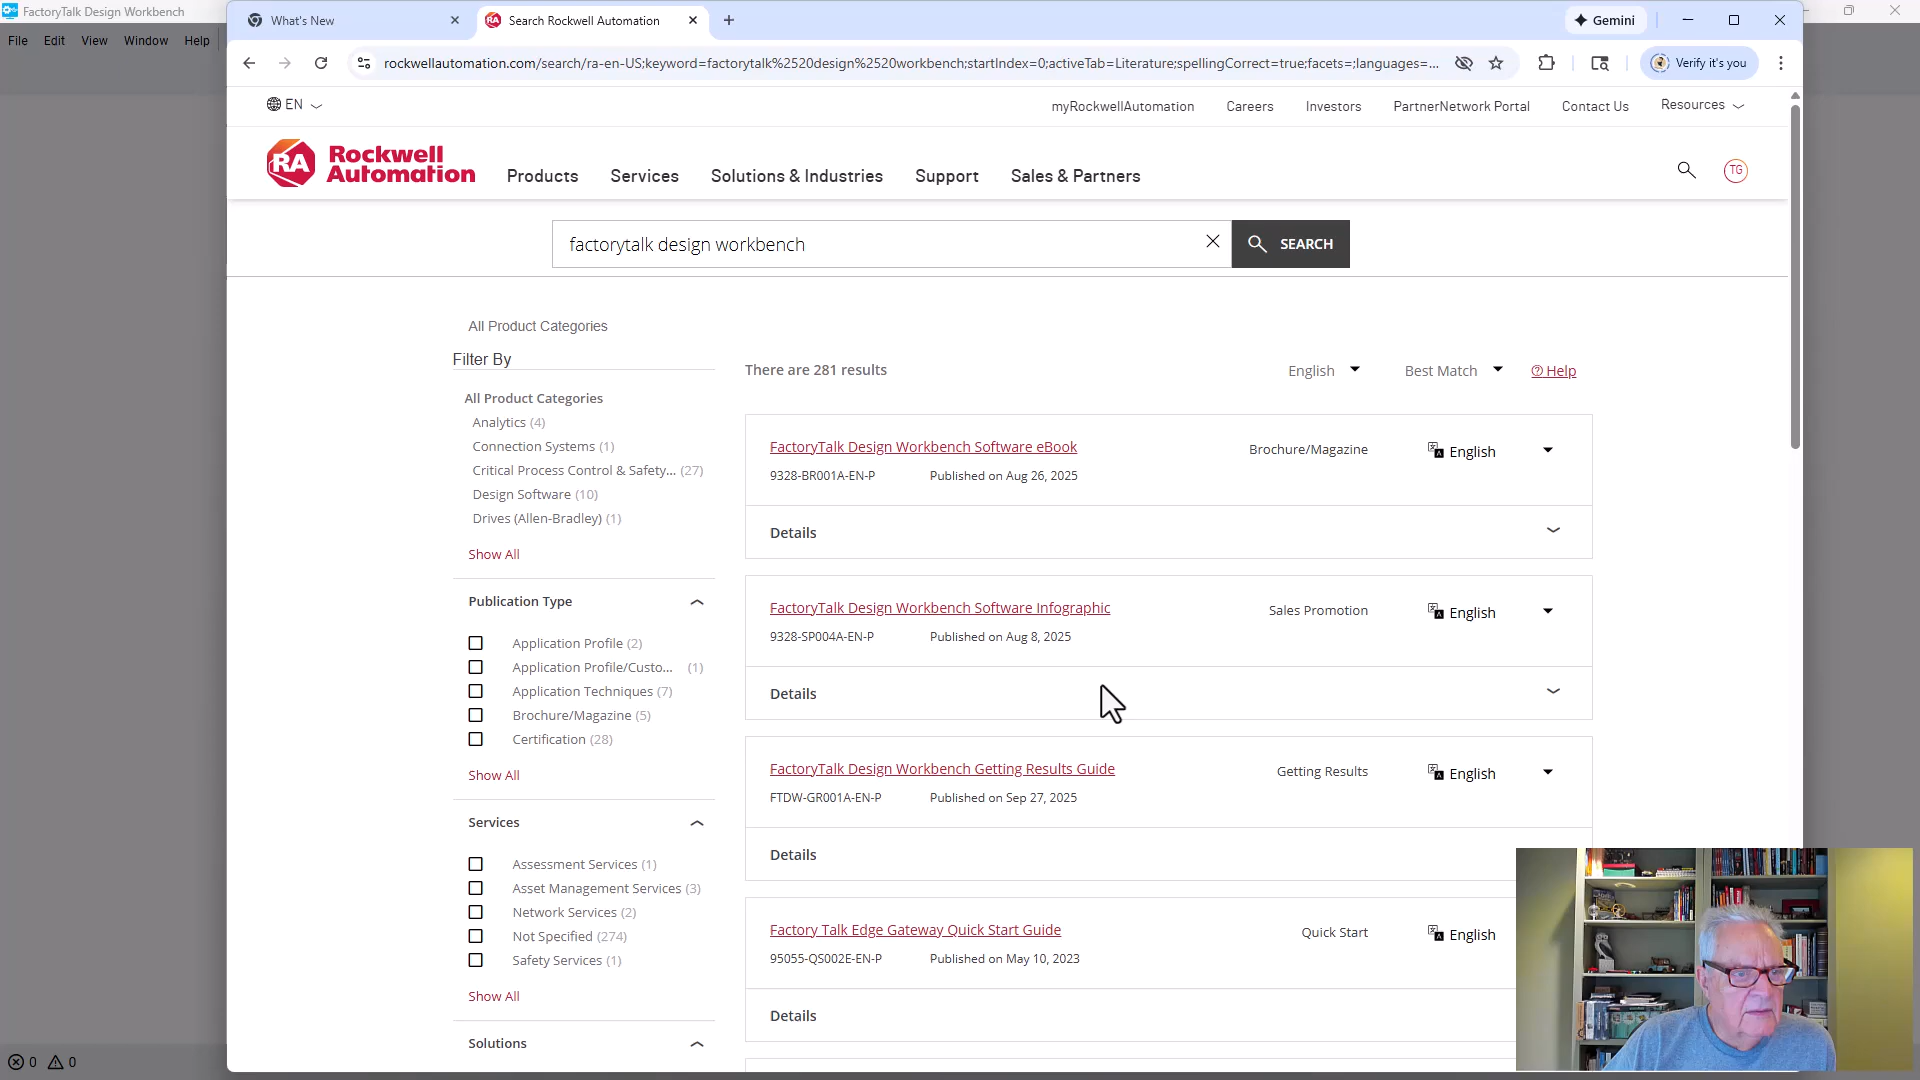 FactoryTalk Design Workbench
File Edit View Window Help
What's New
Search Rockwell Automation
Gemini
rockwellautomation.com/search/ra-en-US;keyword=factorytalk%2520design%2520workbench;startIndex=0;activeTab=Literature;spellingCorrect=true;facets=;languages=...
Verify it's you
EN
myRockwellAutomation Careers Investors PartnerNetwork Portal Contact Us Resources
RA Rockwell Automation
Products Services Solutions & Industries Support Sales & Partners
TG
factorytalk design workbench
SEARCH
All Product Categories
Filter By
All Product Categories
Analytics (4)
Connection Systems (1)
Critical Process Control & Safety... (27)
Design Software (10)
Drives (Allen-Bradley) (1)
Show All
Publication Type
Application Profile (2)
Application Profile/Custo... (1)
Application Techniques (7)
Brochure/Magazine (5)
Certification (28)
Show All
Services
Assessment Services (1)
Asset Management Services (3)
Network Services (2)
Not Specified (274)
Safety Services (1)
Show All
Solutions
There are 281 results
English Best Match Help
FactoryTalk Design Workbench Software eBook
Brochure/Magazine English
9328-BR001A-EN-P Published on Aug 26, 2025
Details
FactoryTalk Design Workbench Software Infographic
Sales Promotion English
9328-SP004A-EN-P Published on Aug 8, 2025
Details
FactoryTalk Design Workbench Getting Results Guide
Getting Results English
FTDW-GR001A-EN-P Published on Sep 27, 2025
Details
Factory Talk Edge Gateway Quick Start Guide
Quick Start English
95055-QS002E-EN-P Published on May 10, 2023
Details
0 0